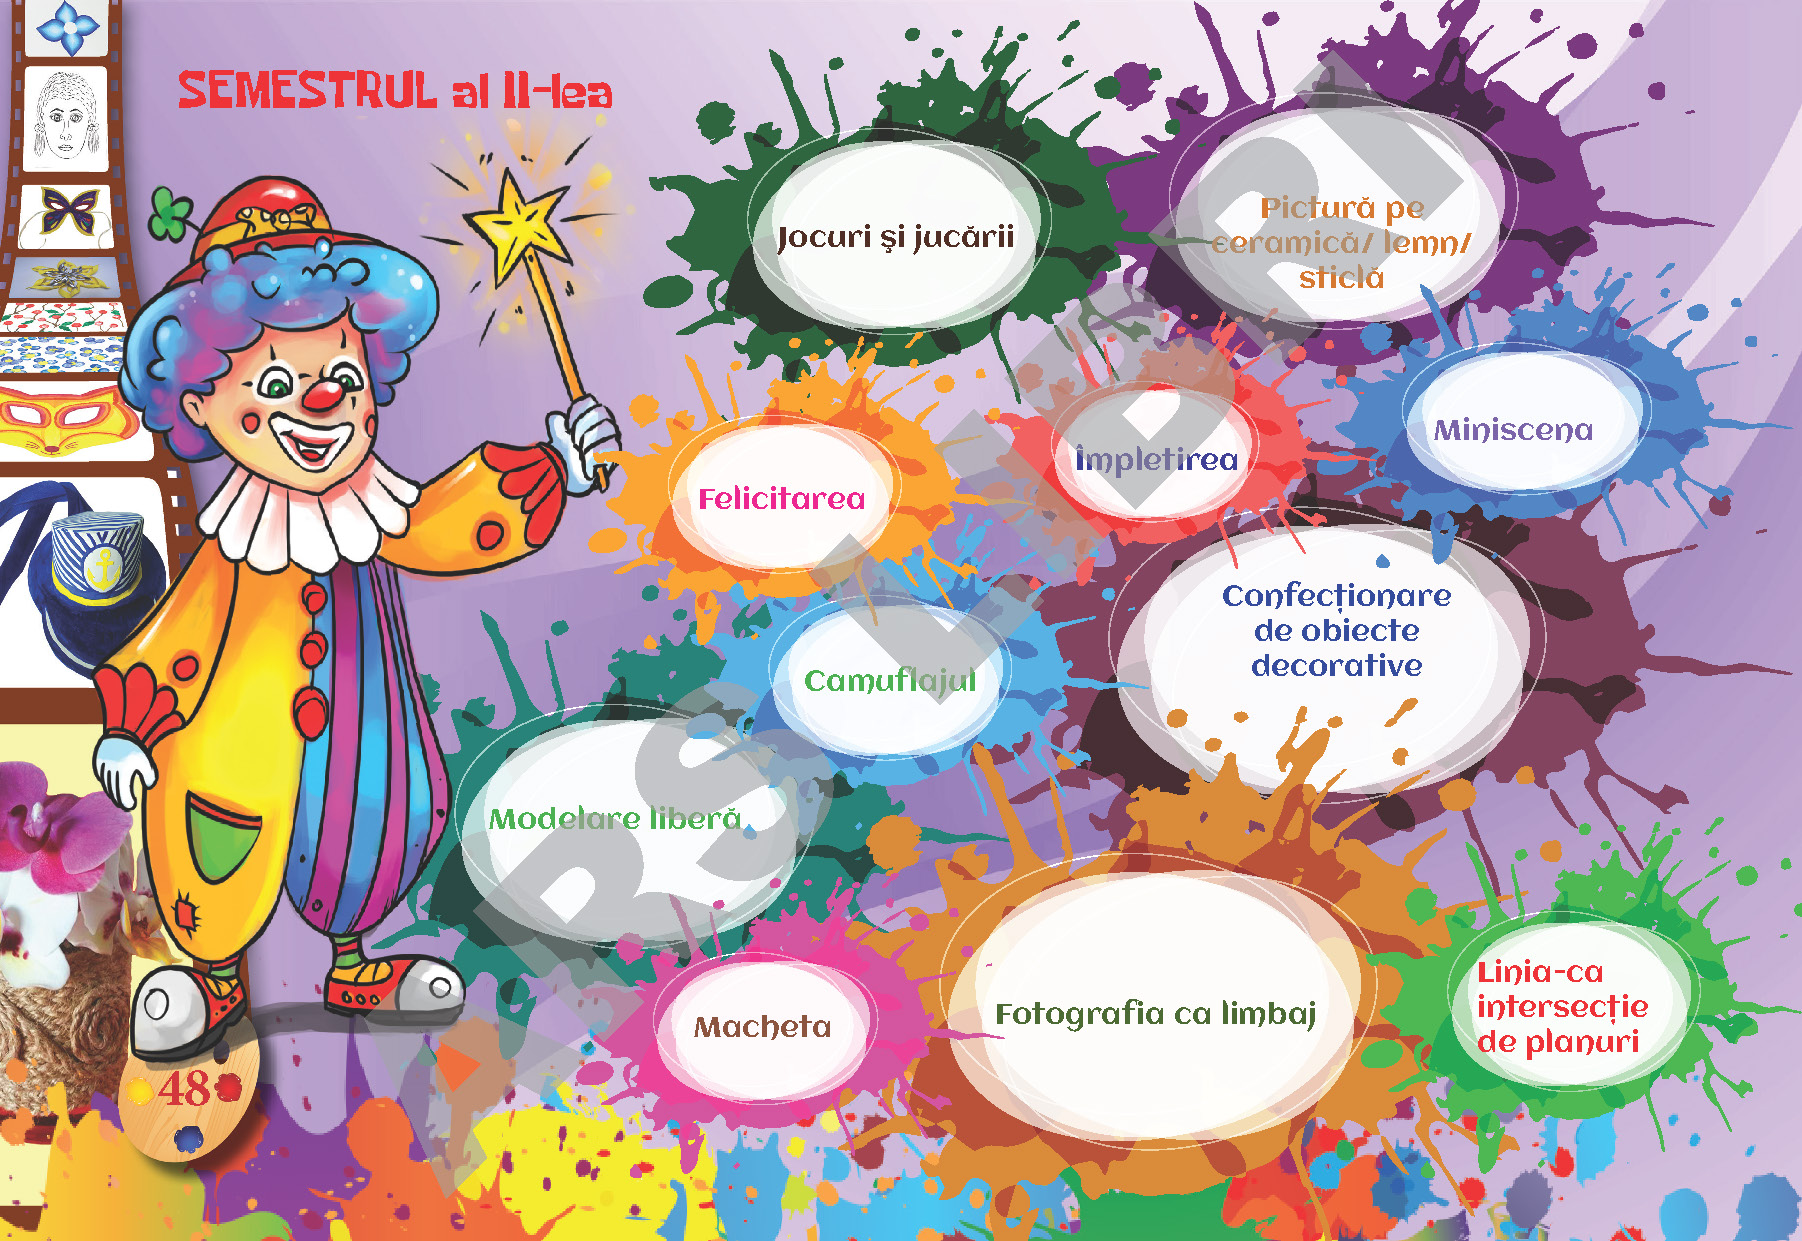 SEMESTRUL al II-lea
Jocuri şi jucării
Pictură pe
ceramică/ lemn/
sticlă
Felicitarea
Împletirea
Miniscena
Camuflajul
Confecționare
de obiecte
decorative
Modelare liberă
Macheta
Fotografia ca limbaj
Linia-ca
intersecție
de planuri
48